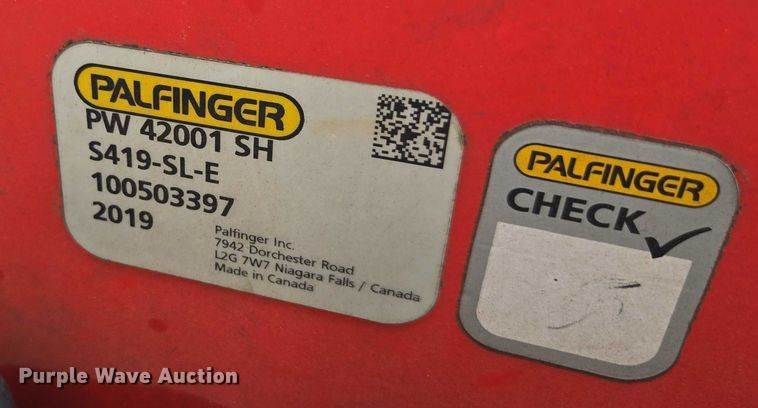 PALFINGER
PW 42001 SH
S419-SL-E
100503397
2019
Palfinger Inc.
7942 Dorchester Road
L2G 7W7 Niagara Falls / Canada
Made in Canada
PALFINGER
CHECK
Purple Wave Auction